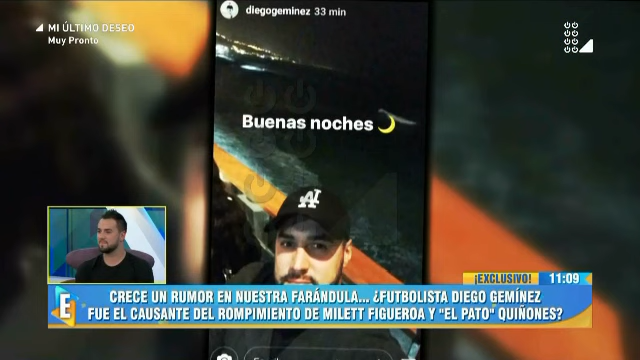 MI ÚLTIMO DESEO
Muy Pronto
diegogeminez 33 min
Buenas noches
¡EXCLUSIVO! 11:09
E
CRECE UN RUMOR EN NUESTRA FARÁNDULA... ¿FUTBOLISTA DIEGO GEMÍNEZ
FUE EL CAUSANTE DEL ROMPIMIENTO DE MILETT FIGUEROA Y "EL PATO" QUIÑONES?